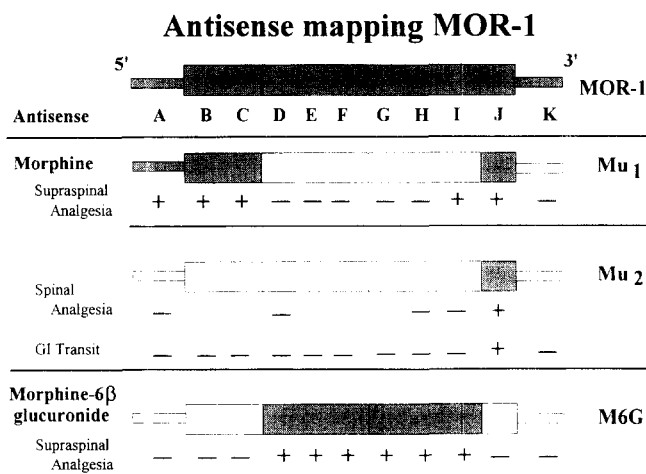 Antisense mapping MOR-1
5' 3'
MOR-1
Antisense A B C D E F G H I J K
Morphine Mu 1
Supraspinal + + + — — — — — + + —
Analgesia
Mu 2
Spinal
Analgesia — — — — +
GI Transit — — — — — — — — — + —
Morphine-6β
glucuronide M6G
Supraspinal — — — + + + + + + — —
Analgesia